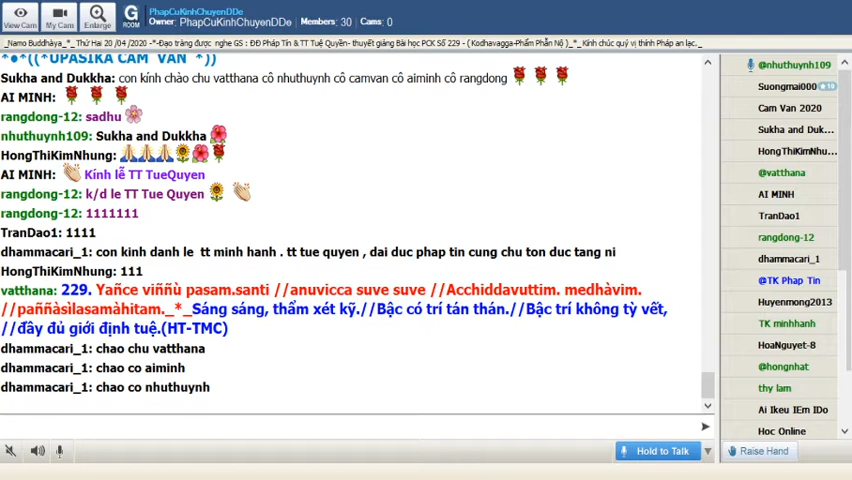 View Cam
My Cam
Enlarge
G
ROOM
PhapCuKinhChuyenDDe
Owner: PhapCuKinhChuyenDDe Members: 30 Cams: 0
_Namo Buddhàya_*_ Thứ Hai 20 /04 /2020 -*-Đạo tràng được nghe GS : ĐĐ Pháp Tín & TT Tuệ Quyền- thuyết giảng Bài học PCK Số 229 - ( Kodhavagga-Phẩm Phẫn Nộ )_*_ Kính chúc quý vị thính Pháp an lạc._
*•*((*UPASIKA CAM VAN *))
Sukha and Dukkha: con kính chào chu vatthana cô nhuthuynh cô camvan cô aiminh cô rangdong
AI MINH:
rangdong-12: sadhu
nhuthuynh109: Sukha and Dukkha
HongThiKimNhung:
AI MINH: Kính lễ TT TueQuyen
rangdong-12: k/d le TT Tue Quyen
rangdong-12: 1111111
TranDao1: 1111
dhammacari_1: con kinh danh le tt minh hanh . tt tue quyen , dai duc phap tin cung chu ton duc tang ni
HongThiKimNhung: 111
vatthana: 229. Yañce viññù pasam.santi //anuvicca suve suve //Acchiddavuttim. medhàvim.
//paññàsìlasamàhitam._*_Sáng sáng, thẩm xét kỹ.//Bậc có trí tán thán.//Bậc trí không tỳ vết,
//đầy đủ giới định tuệ.(HT-TMC)
dhammacari_1: chao chu vatthana
dhammacari_1: chao co aiminh
dhammacari_1: chao co nhuthuynh
@nhuthuynh109
Suongmai000 10
Cam Van 2020
Sukha and Duk...
HongThiKimNhu...
@vatthana
AI MINH
TranDao1
rangdong-12
dhammacari_1
@TK Phap Tin
Huyenmong2013
TK minhhanh
HoaNguyet-8
@hongnhat
thy lam
Ai Ikeu IEm IDo
Hoc Online
Hold to Talk
Raise Hand